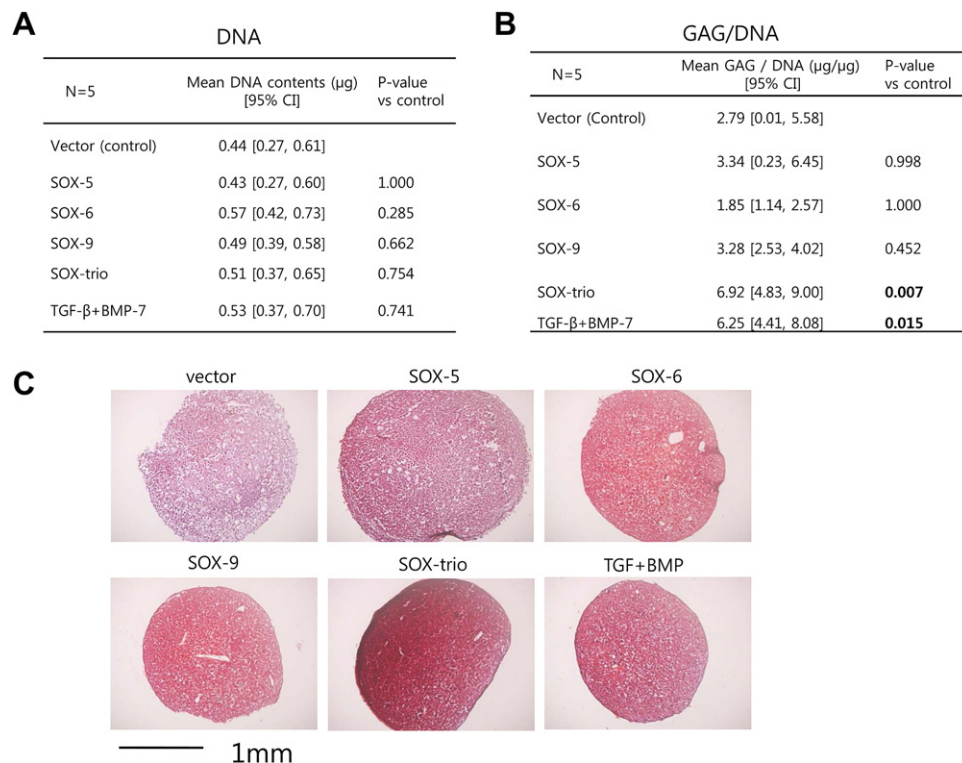 A
DNA
N=5 Mean DNA contents (μg) [95% CI] P-value vs control
Vector (control) 0.44 [0.27, 0.61]
SOX-5 0.43 [0.27, 0.60] 1.000
SOX-6 0.57 [0.42, 0.73] 0.285
SOX-9 0.49 [0.39, 0.58] 0.662
SOX-trio 0.51 [0.37, 0.65] 0.754
TGF-β+BMP-7 0.53 [0.37, 0.70] 0.741
B
GAG/DNA
N=5 Mean GAG / DNA (μg/μg) [95% CI] P-value vs control
Vector (Control) 2.79 [0.01, 5.58]
SOX-5 3.34 [0.23, 6.45] 0.998
SOX-6 1.85 [1.14, 2.57] 1.000
SOX-9 3.28 [2.53, 4.02] 0.452
SOX-trio 6.92 [4.83, 9.00] 0.007
TGF-β+BMP-7 6.25 [4.41, 8.08] 0.015
C
vector SOX-5 SOX-6
SOX-9 SOX-trio TGF+BMP
1mm